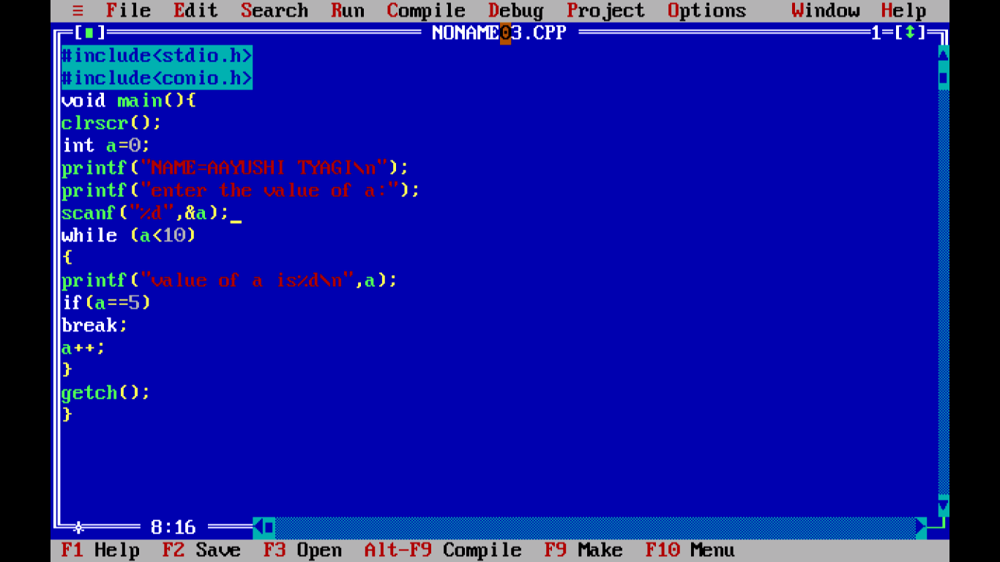 ≡ File Edit Search Run Compile Debug Project Options Window Help
[■] NONAME03.CPP 1=[↕]
#include<stdio.h>
#include<conio.h>
void main(){
clrscr();
int a=0;
printf("NAME=AAYUSHI TYAGI\n");
printf("enter the value of a:");
scanf("%d",&a);
while (a<10)
{
printf("value of a is%d\n",a);
if(a==5)
break;
a++;
}
getch();
}
8:16
F1 Help F2 Save F3 Open Alt-F9 Compile F9 Make F10 Menu